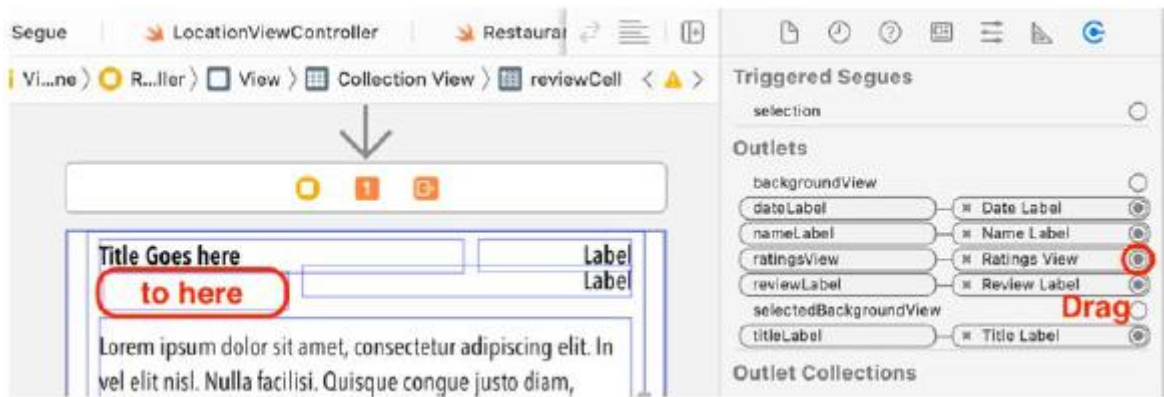 Segue
LocationViewController
Restaurar
Vi...ne
R...ller
View
Collection View
reviewCell
1
Title Goes here
Label
Label
to here
Lorem ipsum dolor sit amet, consectetur adipiscing elit. In
vel elit nisl. Nulla facilisi. Quisque congue justo diam,
Triggered Segues
selection
Outlets
backgroundView
dateLabel
Date Label
nameLabel
Name Label
ratingsView
Ratings View
reviewLabel
Review Label
selectedBackgroundView
Drag
titleLabel
Title Label
Outlet Collections